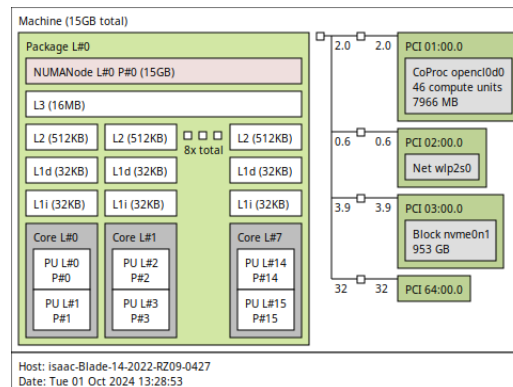 Machine (15GB total)
Package L#0
NUMANode L#0 P#0 (15GB)
L3 (16MB)
L2 (512KB) L2 (512KB) 8x total L2 (512KB)
L1d (32KB) L1d (32KB) L1d (32KB)
L1i (32KB) L1i (32KB) L1i (32KB)
Core L#0 Core L#1 Core L#7
PU L#0 PU L#2 PU L#14
P#0 P#2 P#14
PU L#1 PU L#3 PU L#15
P#1 P#3 P#15
2.0 2.0 PCI 01:00.0
CoProc opencl0d0
46 compute units
7966 MB
0.6 0.6 PCI 02:00.0
Net wlp2s0
3.9 3.9 PCI 03:00.0
Block nvme0n1
953 GB
32 32 PCI 64:00.0
Host: isaac-Blade-14-2022-RZ09-0427
Date: Tue 01 Oct 2024 13:28:53